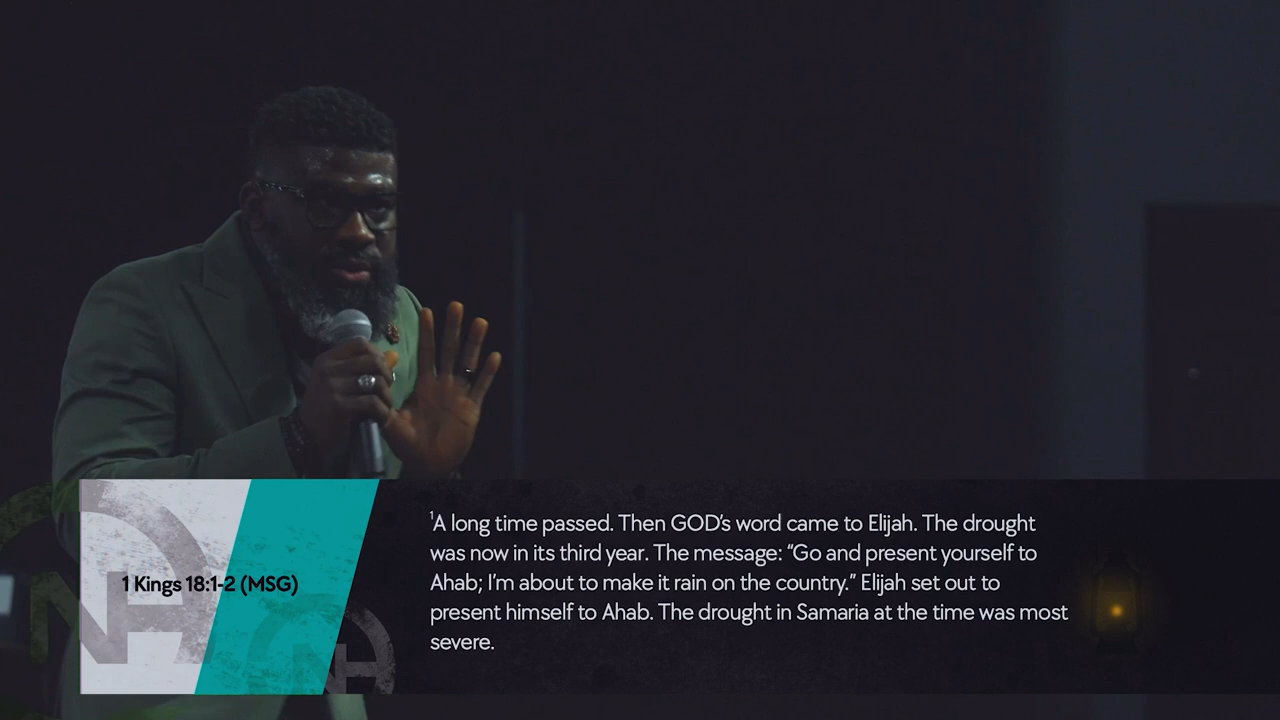 1 Kings 18:1-2 (MSG)
¹A long time passed. Then GOD's word came to Elijah. The drought
was now in its third year. The message: “Go and present yourself to
Ahab; I'm about to make it rain on the country.” Elijah set out to
present himself to Ahab. The drought in Samaria at the time was most
severe.
NH
NH